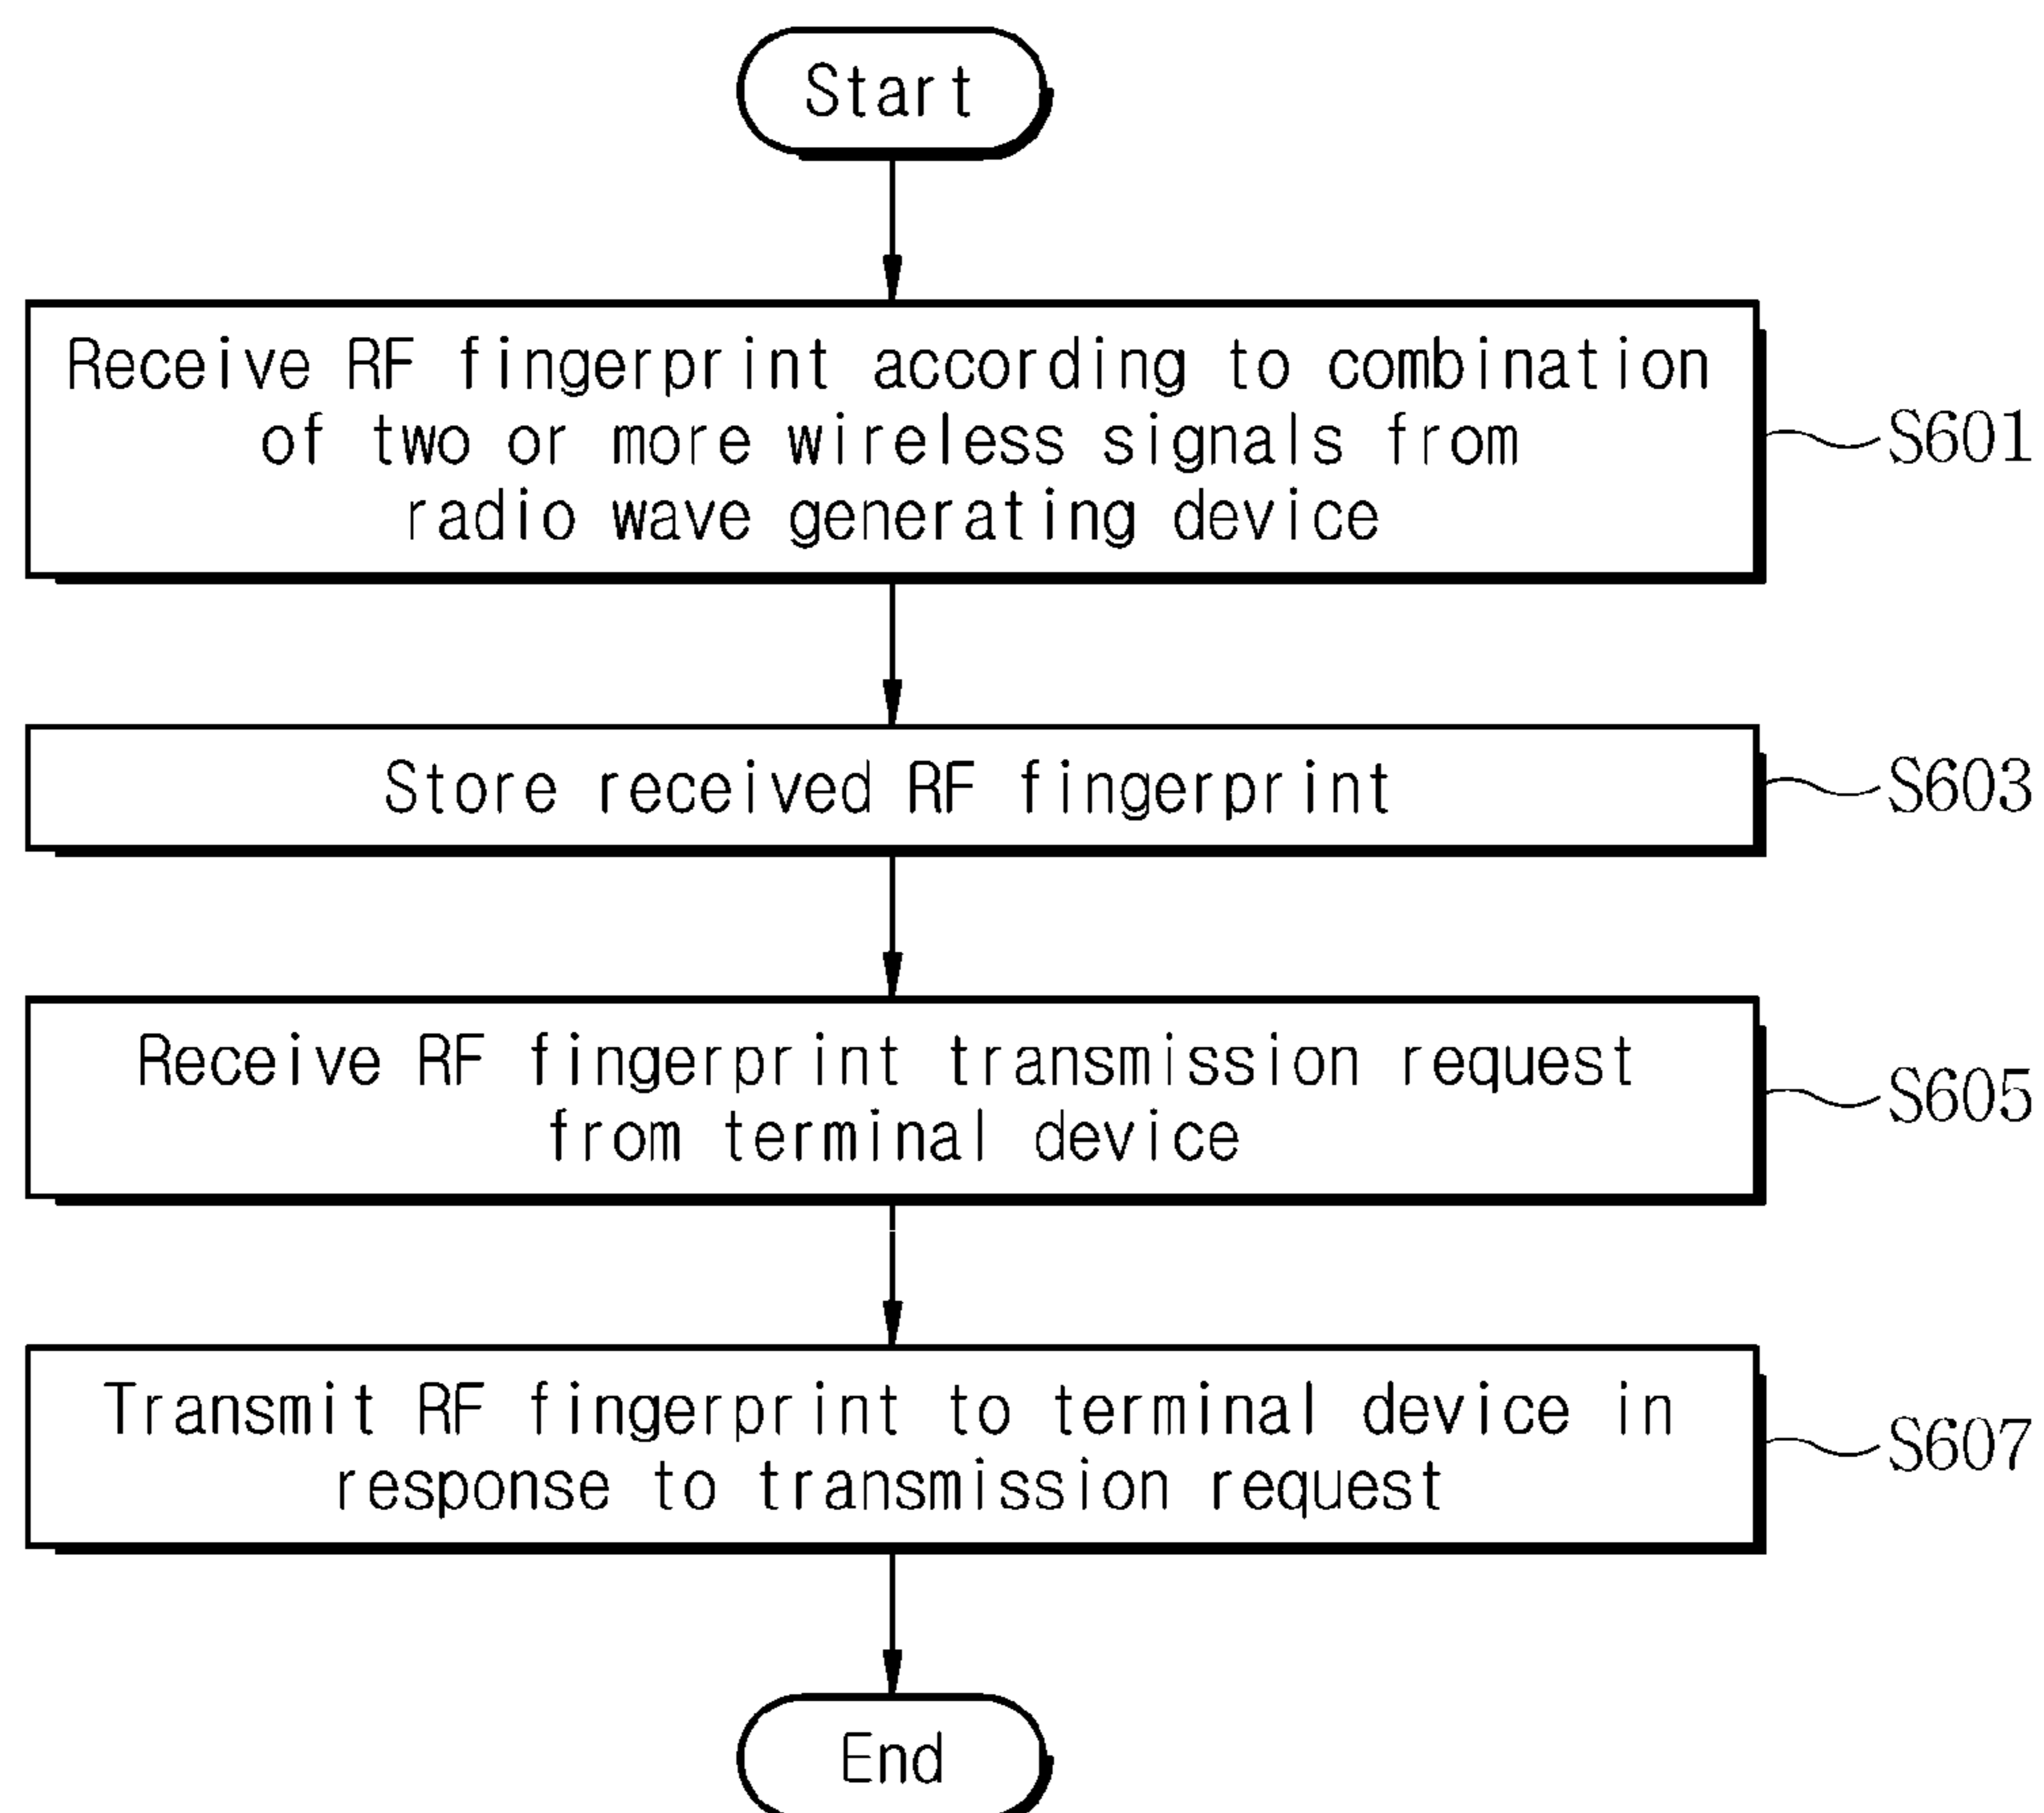 Start
Receive RF fingerprint according to combination
of two or more wireless signals from
radio wave generating device
S601
Store received RF fingerprint
S603
Receive RF fingerprint transmission request
from terminal device
S605
Transmit RF fingerprint to terminal device in
response to transmission request
S607
End